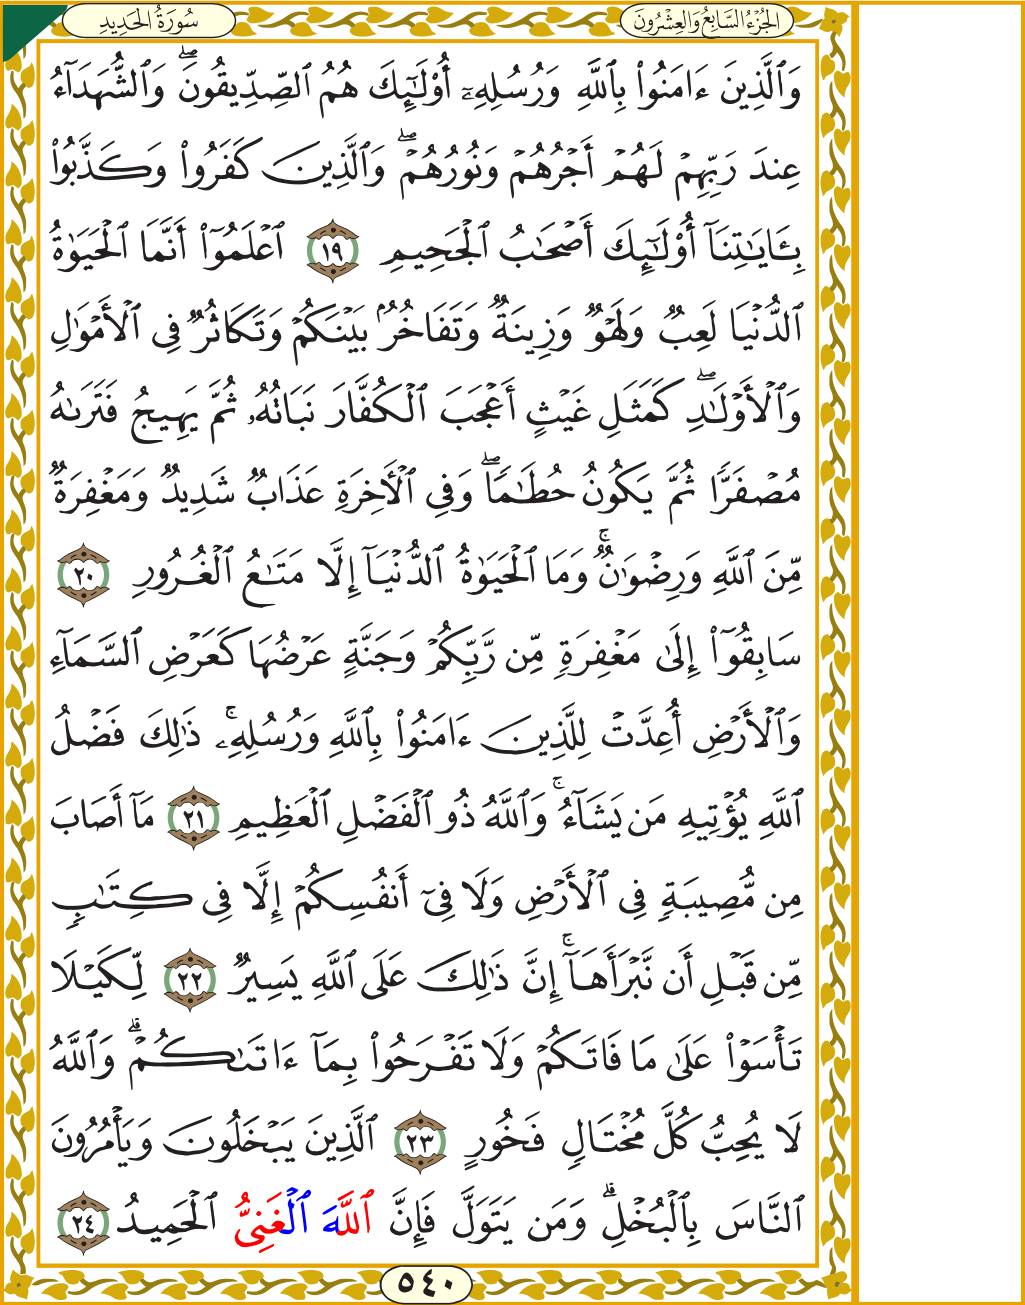 الجُزْءُ السَّابِعُ وَالعِشْرُونَ
سُورَةُ الحَدِيدِ
وَٱلَّذِينَ ءَامَنُوا۟ بِٱللَّهِ وَرُسُلِهِۦٓ أُو۟لَـٰٓئِكَ هُمُ ٱلصِّدِّيقُونَ ۖ وَٱلشُّهَدَآءُ
عِندَ رَبِّهِمْ لَهُمْ أَجْرُهُمْ وَنُورُهُمْ ۖ وَٱلَّذِينَ كَفَرُوا۟ وَكَذَّبُوا۟
بِـَٔايَـٰتِنَآ أُو۟لَـٰٓئِكَ أَصْحَـٰبُ ٱلْجَحِيمِ ١٩ ٱعْلَمُوٓا۟ أَنَّمَا ٱلْحَيَوٰةُ
ٱلدُّنْيَا لَعِبٌ وَلَهْوٌ وَزِينَةٌ وَتَفَاخُرٌۢ بَيْنَكُمْ وَتَكَاثُرٌ فِى ٱلْأَمْوَٰلِ
وَٱلْأَوْلَـٰدِ ۖ كَمَثَلِ غَيْثٍ أَعْجَبَ ٱلْكُفَّارَ نَبَاتُهُۥ ثُمَّ يَهِيجُ فَتَرَىٰهُ
مُصْفَرًّا ثُمَّ يَكُونُ حُطَـٰمًا ۖ وَفِى ٱلْـَٔاخِرَةِ عَذَابٌ شَدِيدٌ وَمَغْفِرَةٌ
مِّنَ ٱللَّهِ وَرِضْوَٰنٌ ۚ وَمَا ٱلْحَيَوٰةُ ٱلدُّنْيَآ إِلَّا مَتَـٰعُ ٱلْغُرُورِ ٢٠
سَابِقُوٓا۟ إِلَىٰ مَغْفِرَةٍ مِّن رَّبِّكُمْ وَجَنَّةٍ عَرْضُهَا كَعَرْضِ ٱلسَّمَآءِ
وَٱلْأَرْضِ أُعِدَّتْ لِلَّذِينَ ءَامَنُوا۟ بِٱللَّهِ وَرُسُلِهِۦ ۚ ذَٰلِكَ فَضْلُ
ٱللَّهِ يُؤْتِيهِ مَن يَشَآءُ ۚ وَٱللَّهُ ذُو ٱلْفَضْلِ ٱلْعَظِيمِ ٢١ مَآ أَصَابَ
مِن مُّصِيبَةٍ فِى ٱلْأَرْضِ وَلَا فِىٓ أَنفُسِكُمْ إِلَّا فِى كِتَـٰبٍ
مِّن قَبْلِ أَن نَّبْرَأَهَآ ۚ إِنَّ ذَٰلِكَ عَلَى ٱللَّهِ يَسِيرٌ ٢٢ لِّكَيْلَا
تَأْسَوْا۟ عَلَىٰ مَا فَاتَكُمْ وَلَا تَفْرَحُوا۟ بِمَآ ءَاتَىٰكُمْ ۗ وَٱللَّهُ
لَا يُحِبُّ كُلَّ مُخْتَالٍ فَخُورٍ ٢٣ ٱلَّذِينَ يَبْخَلُونَ وَيَأْمُرُونَ
ٱلنَّاسَ بِٱلْبُخْلِ ۗ وَمَن يَتَوَلَّ فَإِنَّ ٱللَّهَ ٱلْغَنِىُّ ٱلْحَمِيدُ ٢٤
٥٤٠